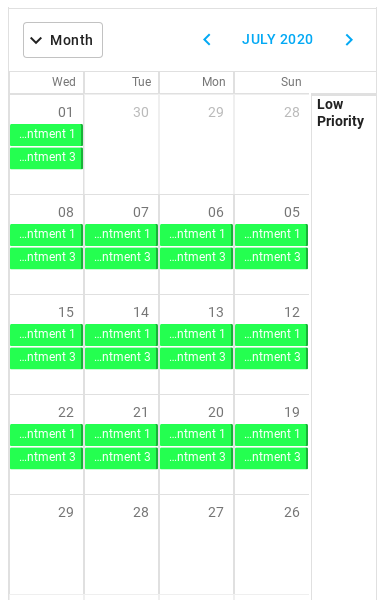 Month
JULY 2020
Wed Tue Mon Sun
Low
Priority
01 30 29 28
...ntment 1
...ntment 3
08 07 06 05
...ntment 1 ...ntment 1 ...ntment 1 ...ntment 1
...ntment 3 ...ntment 3 ...ntment 3 ...ntment 3
15 14 13 12
...ntment 1 ...ntment 1 ...ntment 1 ...ntment 1
...ntment 3 ...ntment 3 ...ntment 3 ...ntment 3
22 21 20 19
...ntment 1 ...ntment 1 ...ntment 1 ...ntment 1
...ntment 3 ...ntment 3 ...ntment 3 ...ntment 3
29 28 27 26